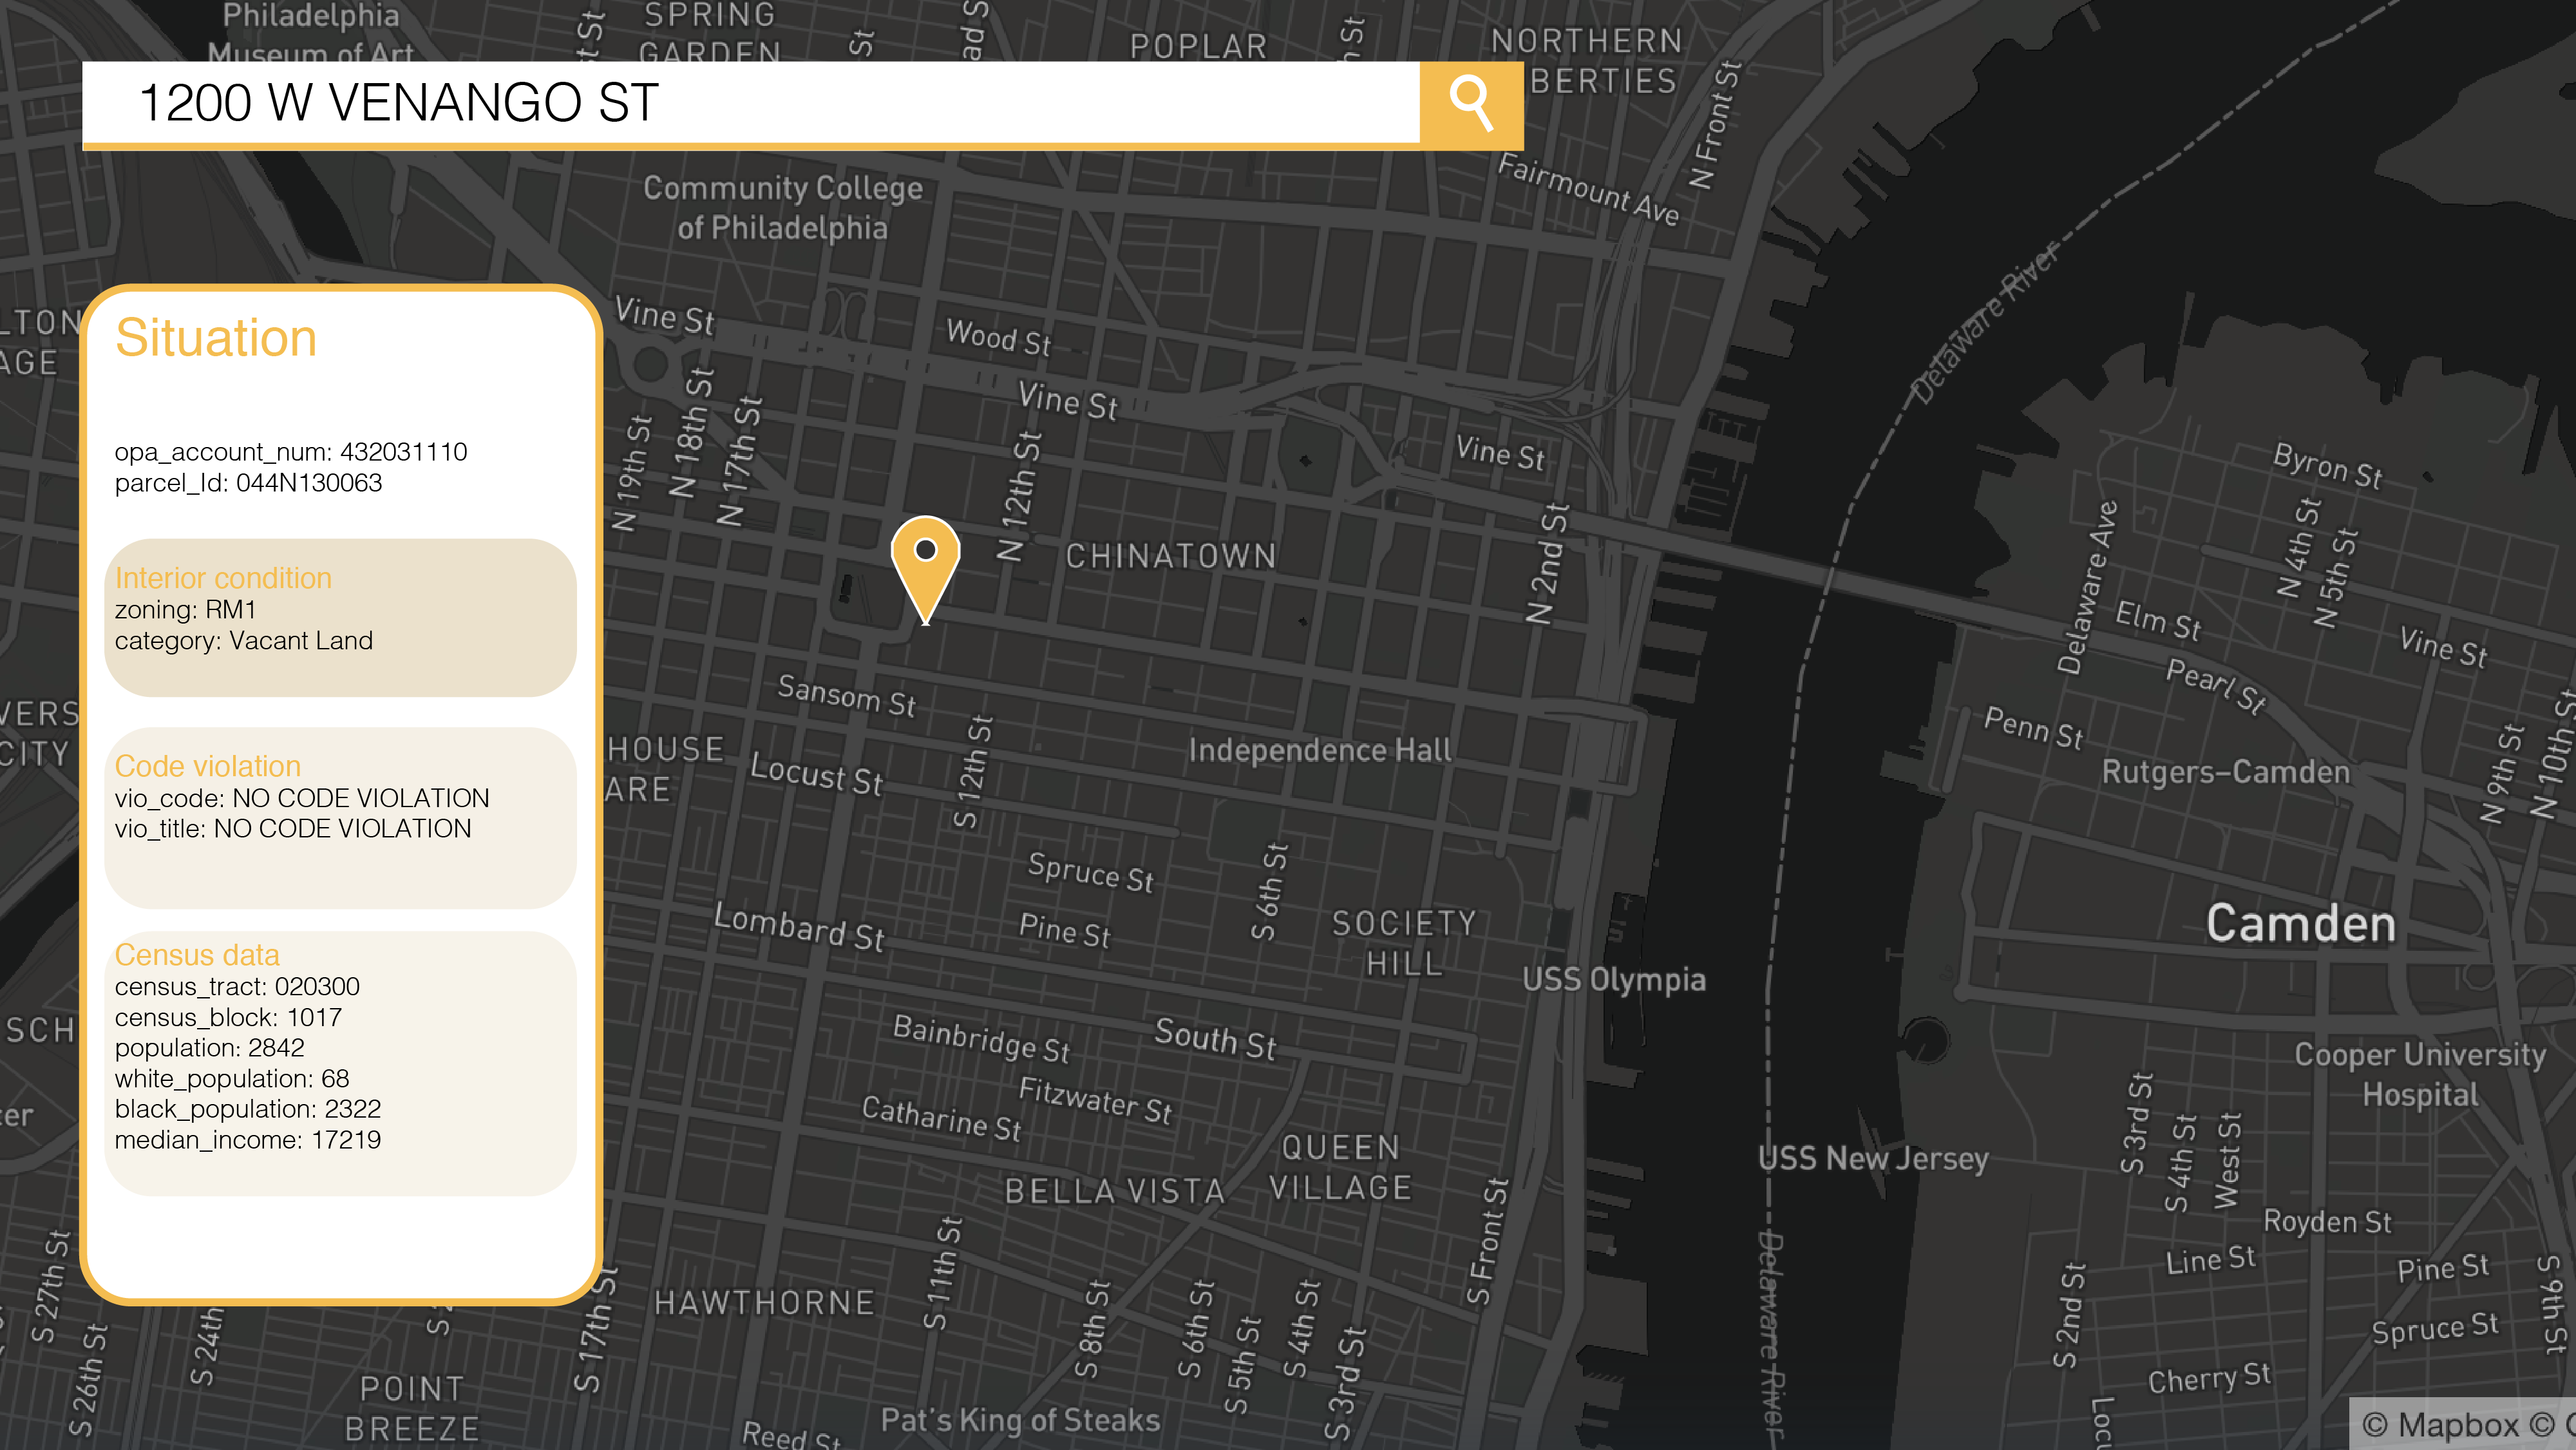 Philadelphia
Museum of Art
SPRING
GARDEN
St
POPLAR
NORTHERN
BERTIES
1200 W VENANGO ST
N Front St
Fairmount Ave
Community College
of Philadelphia
Delaware River
Situation
opa_account_num: 432031110
parcel_Id: 044N130063
Interior condition
zoning: RM1
category: Vacant Land
Code violation
vio_code: NO CODE VIOLATION
vio_title: NO CODE VIOLATION
Census data
census_tract: 020300
census_block: 1017
population: 2842
white_population: 68
black_population: 2322
median_income: 17219
LTON
AGE
Vine St
Wood St
Vine St
Vine St
N 19th St
N 18th St
N 17th St
N 12th St
CHINATOWN
N 2nd St
Byron St
N 4th St
N 5th St
Delaware Ave
Elm St
Vine St
Pearl St
Penn St
Rutgers–Camden
N 9th St
N 10th St
VERS
CITY
Sansom St
HOUSE
ARE
Locust St
S 12th St
Independence Hall
Spruce St
S 6th St
Pine St
Lombard St
SOCIETY
HILL
USS Olympia
Camden
SCH
Bainbridge St
South St
Fitzwater St
Catharine St
Cooper University
Hospital
er
QUEEN
VILLAGE
BELLA VISTA
USS New Jersey
S 3rd St
S 4th St
West St
Royden St
Line St
Pine St
S 9th St
S Front St
Delaware River
S 27th St
S 26th St
S 24th
S 17th St
HAWTHORNE
S 11th St
S 8th St
S 6th St
S 5th St
S 4th St
S 3rd St
S 2nd St
Spruce St
Cherry St
POINT
BREEZE
Reed St
Pat's King of Steaks
© Mapbox ©